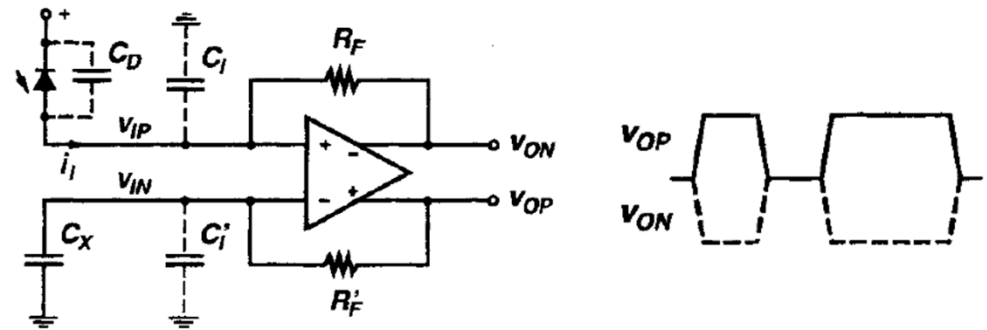 +
C_D
C_I
R_F
v_IP
i_I
+
−
v_ON
v_IN
−
+
v_OP
C_X
C'_I
R'_F
v_OP
v_ON